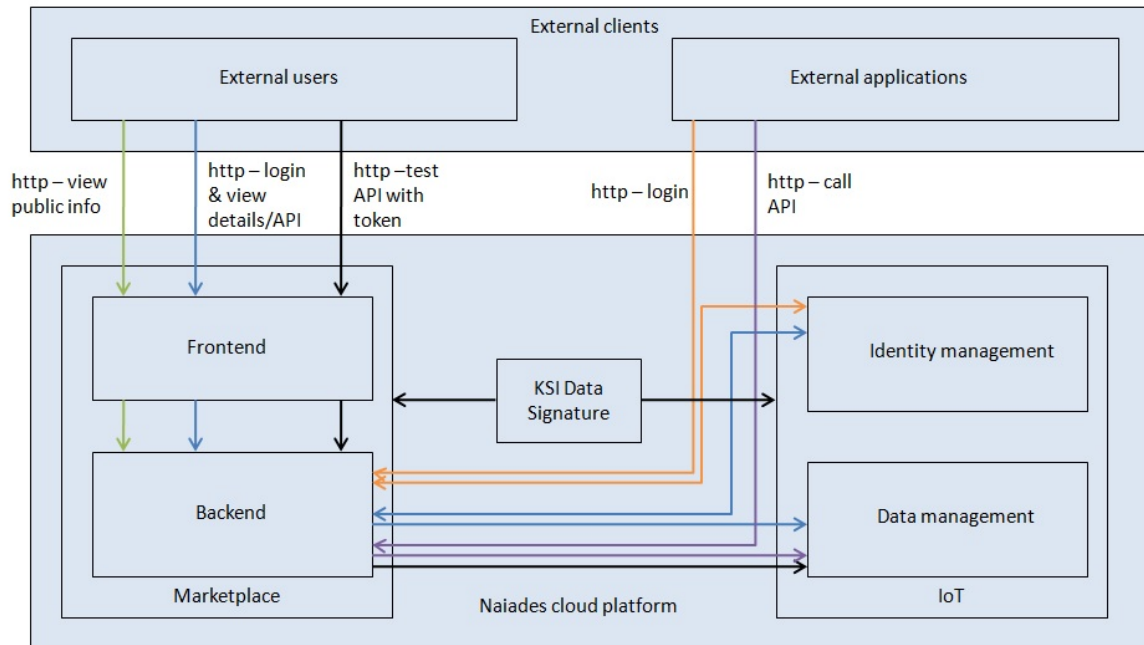 External clients
External users
External applications
http – view
public info
http – login
& view
details/API
http –test
API with
token
http – login
http – call
API
Frontend
Identity management
KSI Data
Signature
Backend
Data management
Marketplace
Naiades cloud platform
IoT